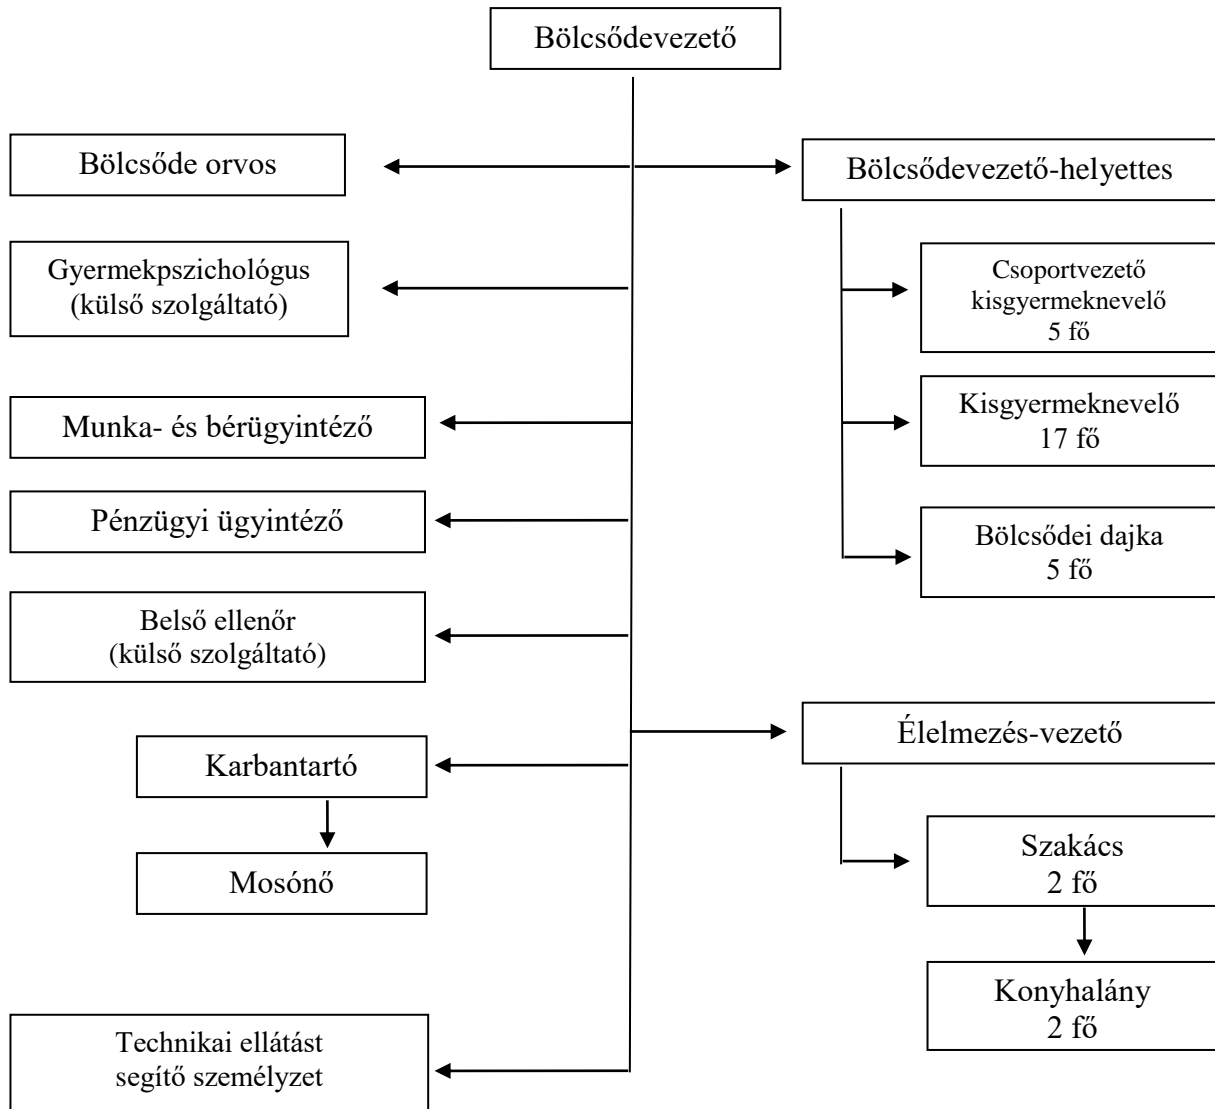 Bölcsődevezető
Bölcsőde orvos
Bölcsődevezető-helyettes
Gyermekpszichológus
(külső szolgáltató)
Csoportvezető
kisgyermeknevelő
5 fő
Munka- és bérügyintéző
Kisgyermeknevelő
17 fő
Pénzügyi ügyintéző
Bölcsődei dajka
5 fő
Belső ellenőr
(külső szolgáltató)
Élelmezés-vezető
Karbantartó
Mosónő
Szakács
2 fő
Konyhalány
2 fő
Technikai ellátást
segítő személyzet